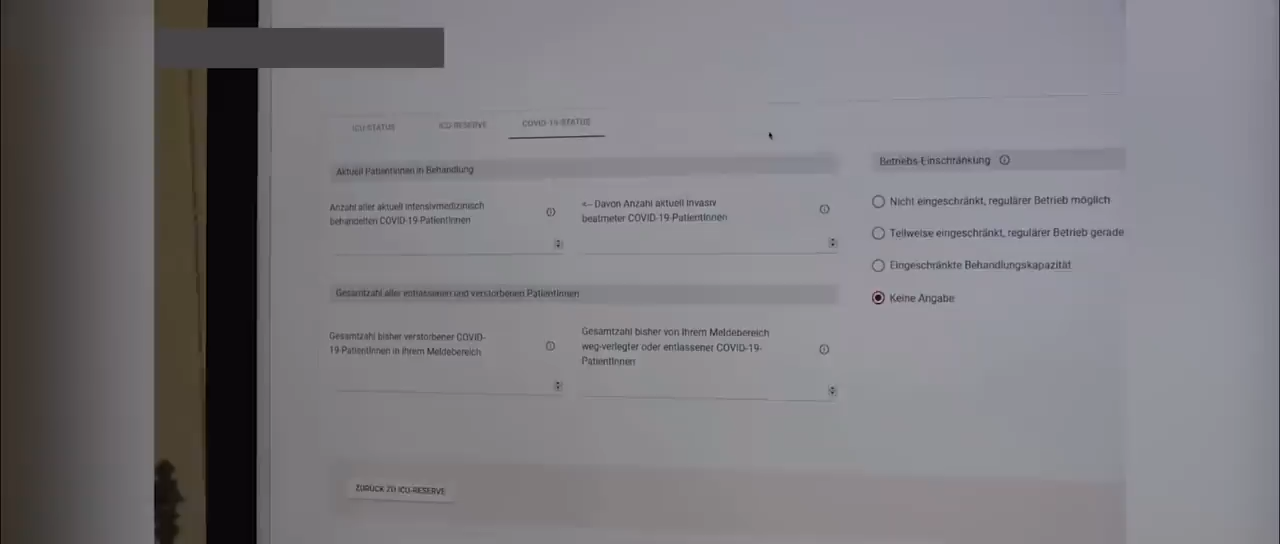 ICU-STATUS
ICU-RESERVE
COVID-19-STATUS
Aktuell PatientInnen in Behandlung
Anzahl aller aktuell intensivmedizinisch
behandelten COVID-19-PatientInnen
<-- Davon Anzahl aktuell invasiv
beatmeter COVID-19-PatientInnen
Gesamtzahl aller entlassenen und verstorbenen PatientInnen
Gesamtzahl bisher verstorbener COVID-
19-PatientInnen in Ihrem Meldebereich
Gesamtzahl bisher von Ihrem Meldebereich
weg-verlegter oder entlassener COVID-19-
PatientInnen
Betriebs-Einschränkung
Nicht eingeschränkt, regulärer Betrieb möglich
Teilweise eingeschränkt, regulärer Betrieb gerade
Eingeschränkte Behandlungskapazität
Keine Angabe
ZURÜCK ZU ICU-RESERVE